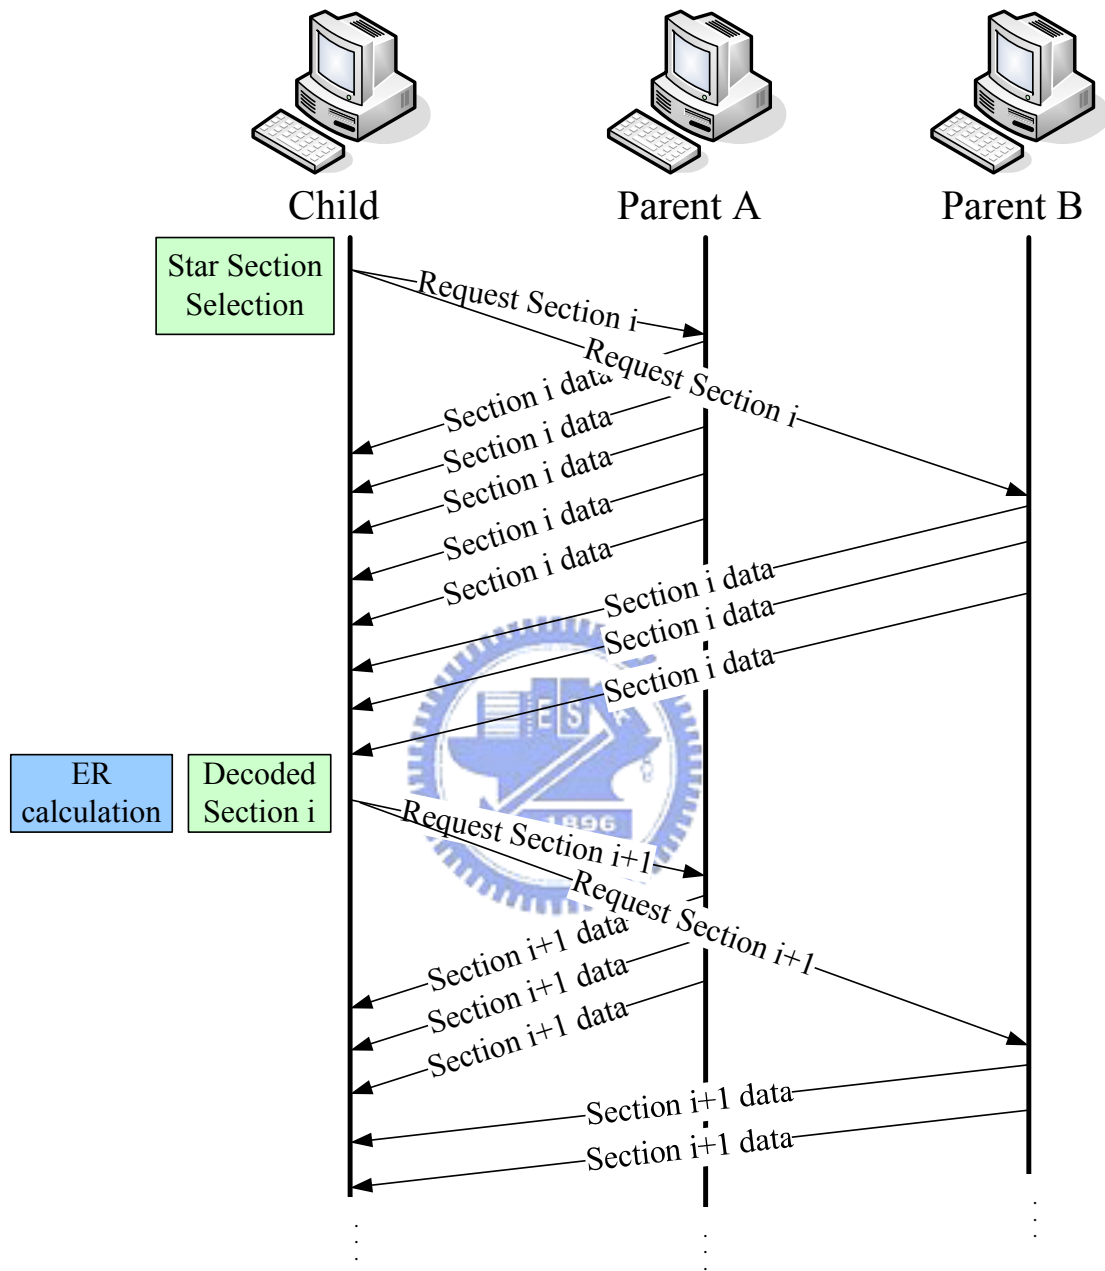 Child
Parent A
Parent B
Star Section
Selection
Request Section i
Request Section i
Section i data
Section i data
Section i data
Section i data
Section i data
Section i data
Section i data
Section i data
ES
1896
ER
calculation
Decoded
Section i
Request Section i+1
Request Section i+1
Section i+1 data
Section i+1 data
Section i+1 data
Section i+1 data
Section i+1 data